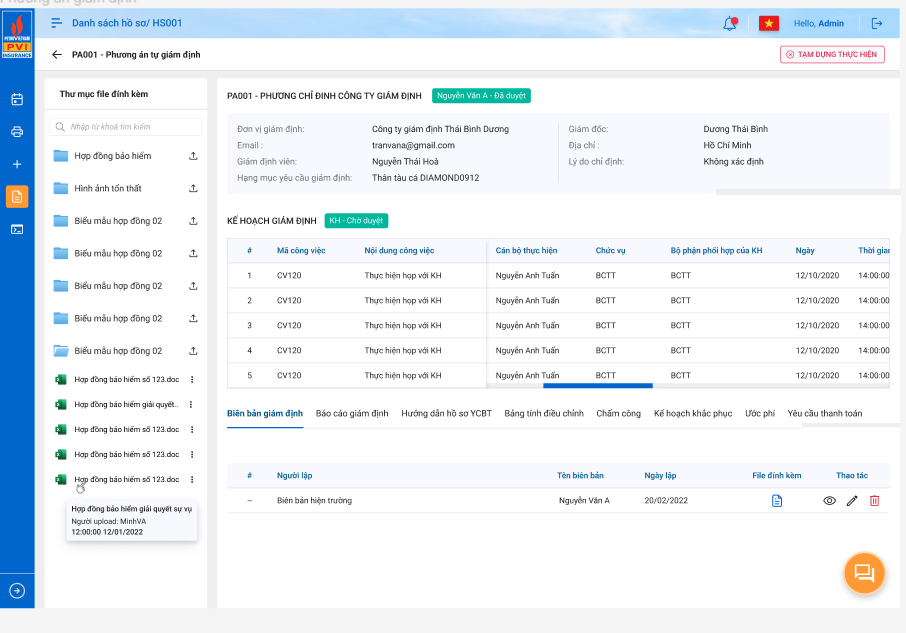 Phương án giám định
PETROVIETNAM
PVI
INSURANCE
Danh sách hồ sơ/ HS001
Hello, Admin
PA001 - Phương án tự giám định
TẠM DỪNG THỰC HIỆN
Thư mục file đính kèm
Nhập từ khoá tìm kiếm
Hợp đồng bảo hiểm
Hình ảnh tổn thất
Biểu mẫu hợp đồng 02
Biểu mẫu hợp đồng 02
Biểu mẫu hợp đồng 02
Biểu mẫu hợp đồng 02
Biểu mẫu hợp đồng 02
Hợp đồng bảo hiểm số 123.doc
Hợp đồng bảo hiểm giải quyết..
Hợp đồng bảo hiểm số 123.doc
Hợp đồng bảo hiểm số 123.doc
Hợp đồng bảo hiểm số 123.doc
Hợp đồng bảo hiểm giải quyết sự vụ
Người upload: MinhVA
12:00:00 12/01/2022
PA001 - PHƯƠNG CHỈ ĐỊNH CÔNG TY GIÁM ĐỊNH Nguyễn Văn A - Đã duyệt
Đơn vị giám định: Công ty giám định Thái Bình Dương Giám đốc: Dương Thái Bình
Email : tranvana@gmail.com Địa chỉ : Hồ Chí Minh
Giám định viên: Nguyễn Thái Hoà Lý do chỉ định: Không xác định
Hạng mục yêu cầu giám định: Thân tàu cá DIAMOND0912
KẾ HOẠCH GIÁM ĐỊNH KH - Chờ duyệt
# Mã công việc Nội dung công việc Cán bộ thực hiện Chức vụ Bộ phận phối hợp của KH Ngày Thời gian
1 CV120 Thực hiện họp với KH Nguyễn Anh Tuấn BCTT BCTT 12/10/2020 14:00:00
2 CV120 Thực hiện họp với KH Nguyễn Anh Tuấn BCTT BCTT 12/10/2020 14:00:00
3 CV120 Thực hiện họp với KH Nguyễn Anh Tuấn BCTT BCTT 12/10/2020 14:00:00
4 CV120 Thực hiện họp với KH Nguyễn Anh Tuấn BCTT BCTT 12/10/2020 14:00:00
5 CV120 Thực hiện họp với KH Nguyễn Anh Tuấn BCTT BCTT 12/10/2020 14:00:00
Biên bản giám định Báo cáo giám định Hướng dẫn hồ sơ YCBT Bảng tính điều chỉnh Chấm công Kế hoạch khắc phục Ước phí Yêu cầu thanh toán
# Người lập Tên biên bản Ngày lập File đính kèm Thao tác
-- Biên bản hiện trường Nguyễn Văn A 20/02/2022